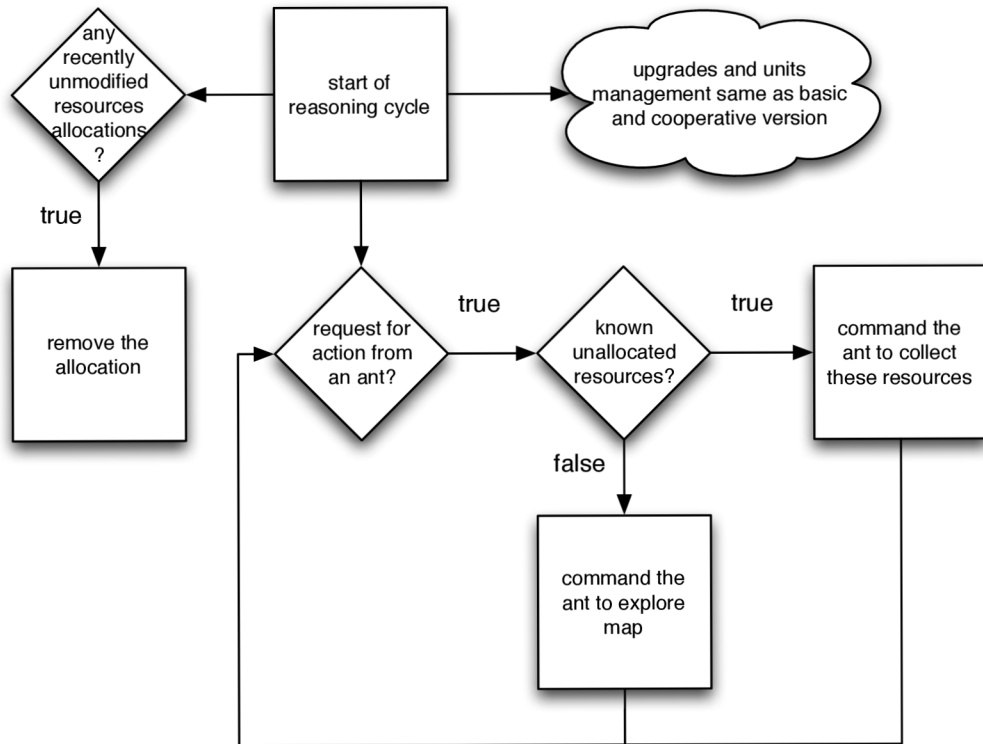 any
recently
unmodified
resources
allocations
?
start of
reasoning cycle
upgrades and units
management same as basic
and cooperative version
true
remove the
allocation
request for
action from
an ant?
true
known
unallocated
resources?
true
command the
ant to collect
these resources
false
command the
ant to explore
map